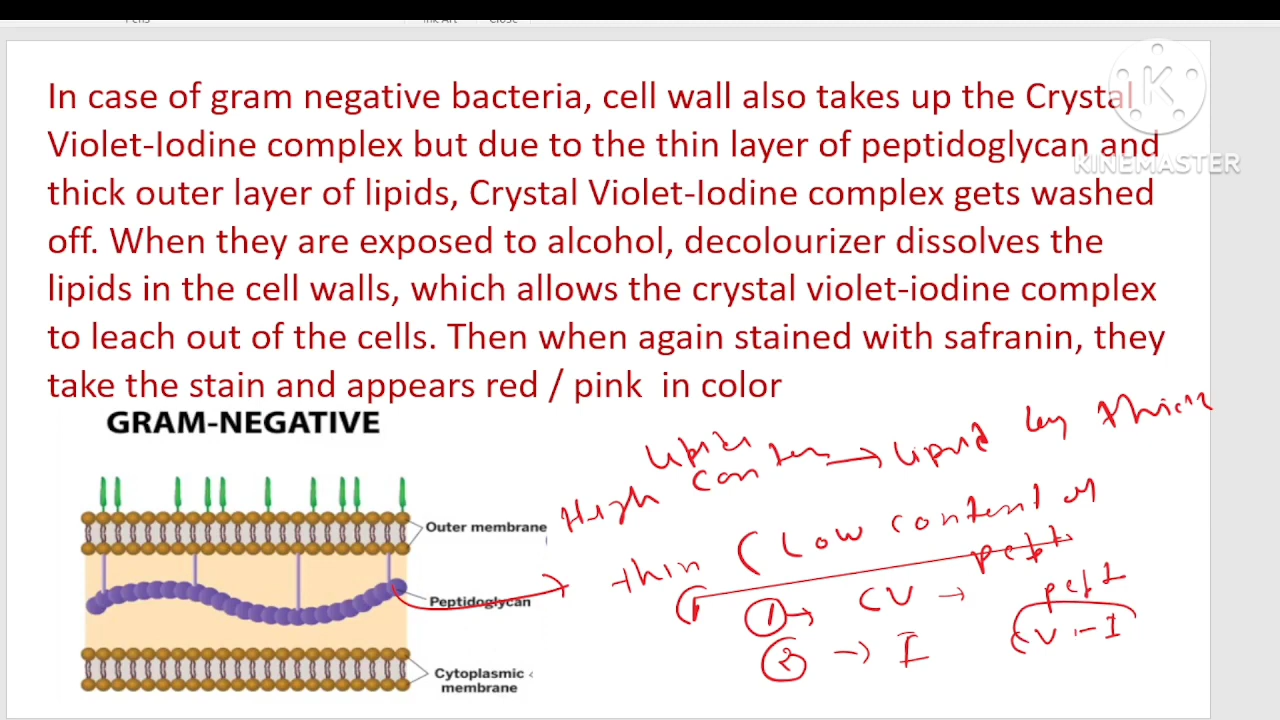 In case of gram negative bacteria, cell wall also takes up the Crystal
Violet-Iodine complex but due to the thin layer of peptidoglycan and
thick outer layer of lipids, Crystal Violet-Iodine complex gets washed
off. When they are exposed to alcohol, decolourizer dissolves the
lipids in the cell walls, which allows the crystal violet-iodine complex
to leach out of the cells. Then when again stained with safranin, they
take the stain and appears red / pink in color
K
KINEMASTER
GRAM-NEGATIVE
Outer membrane
Peptidoglycan
Cytoplasmic
membrane
High
thin (Low content of
① → CV → 
→ I
CV - I